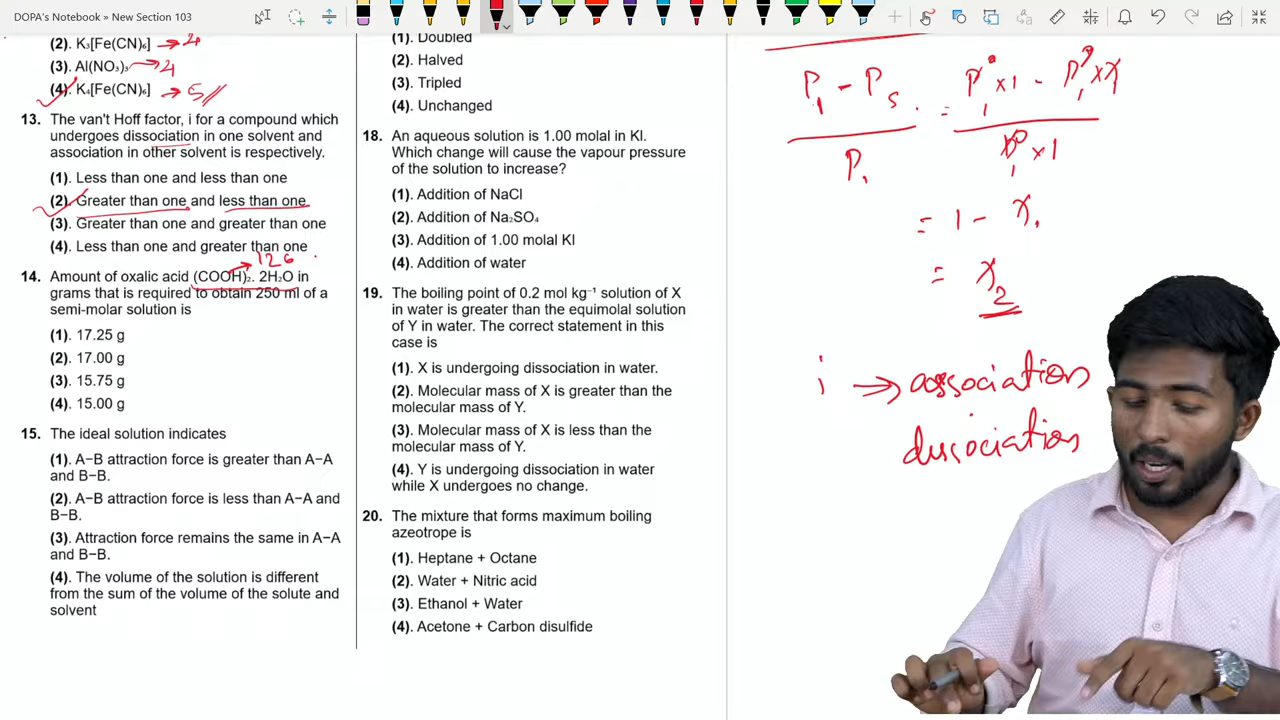 DOPA's Notebook » New Section 103
(2). K₃[Fe(CN)₆] → 4
(3). Al(NO₃)₃ → 4
(4). K₄[Fe(CN)₆] → 5
13. The van't Hoff factor, i for a compound which
undergoes dissociation in one solvent and
association in other solvent is respectively.
(1). Less than one and less than one
(2). Greater than one and less than one
(3). Greater than one and greater than one
(4). Less than one and greater than one
126
14. Amount of oxalic acid (COOH)₂. 2H₂O in
grams that is required to obtain 250 ml of a
semi-molar solution is
(1). 17.25 g
(2). 17.00 g
(3). 15.75 g
(4). 15.00 g
15. The ideal solution indicates
(1). A−B attraction force is greater than A−A
and B−B.
(2). A−B attraction force is less than A−A and
B−B.
(3). Attraction force remains the same in A−A
and B−B.
(4). The volume of the solution is different
from the sum of the volume of the solute and
solvent
(1). Doubled
(2). Halved
(3). Tripled
(4). Unchanged
18. An aqueous solution is 1.00 molal in KI.
Which change will cause the vapour pressure
of the solution to increase?
(1). Addition of NaCl
(2). Addition of Na₂SO₄
(3). Addition of 1.00 molal KI
(4). Addition of water
19. The boiling point of 0.2 mol kg⁻¹ solution of X
in water is greater than the equimolal solution
of Y in water. The correct statement in this
case is
(1). X is undergoing dissociation in water.
(2). Molecular mass of X is greater than the
molecular mass of Y.
(3). Molecular mass of X is less than the
molecular mass of Y.
(4). Y is undergoing dissociation in water
while X undergoes no change.
20. The mixture that forms maximum boiling
azeotrope is
(1). Heptane + Octane
(2). Water + Nitric acid
(3). Ethanol + Water
(4). Acetone + Carbon disulfide
P₁ - Pₛ = P₁⁰ × 1 - P₁⁰ × X₁
P₁ P₁⁰ × 1
= 1 - X₁
= X₂
i → association
dissociation